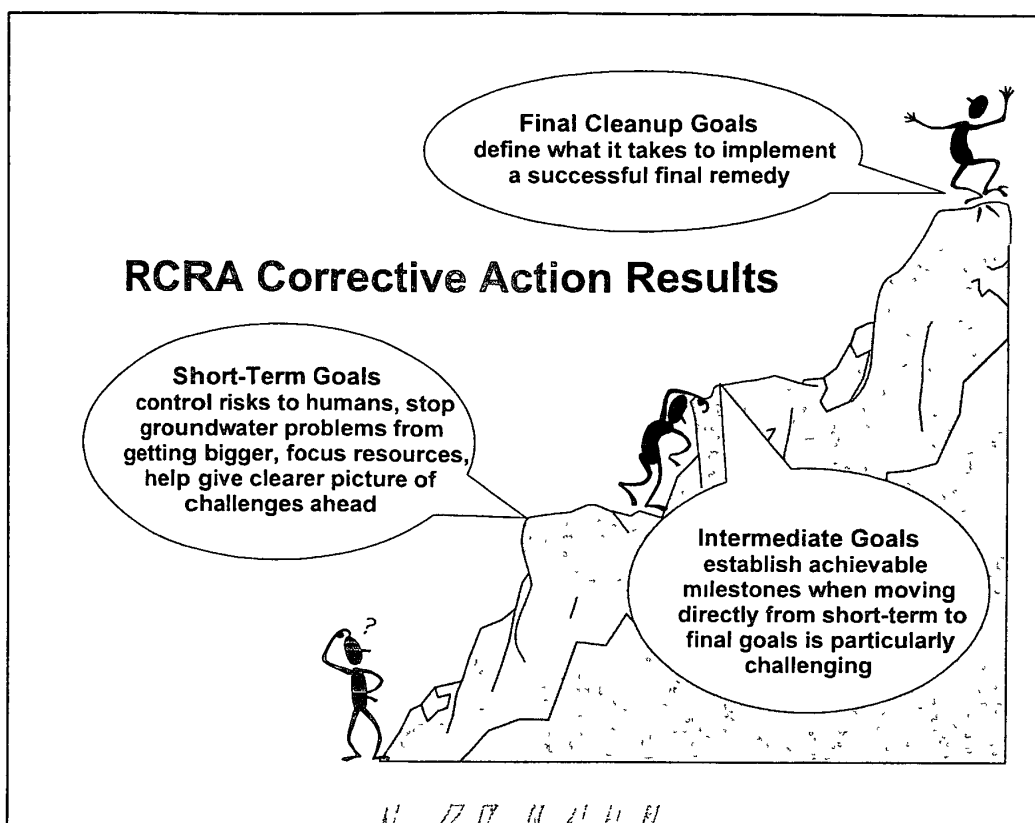 Final Cleanup Goals
define what it takes to implement
a successful final remedy
RCRA Corrective Action Results
Short-Term Goals
control risks to humans, stop
groundwater problems from
getting bigger, focus resources,
help give clearer picture of
challenges ahead
Intermediate Goals
establish achievable
milestones when moving
directly from short-term to
final goals is particularly
challenging
?